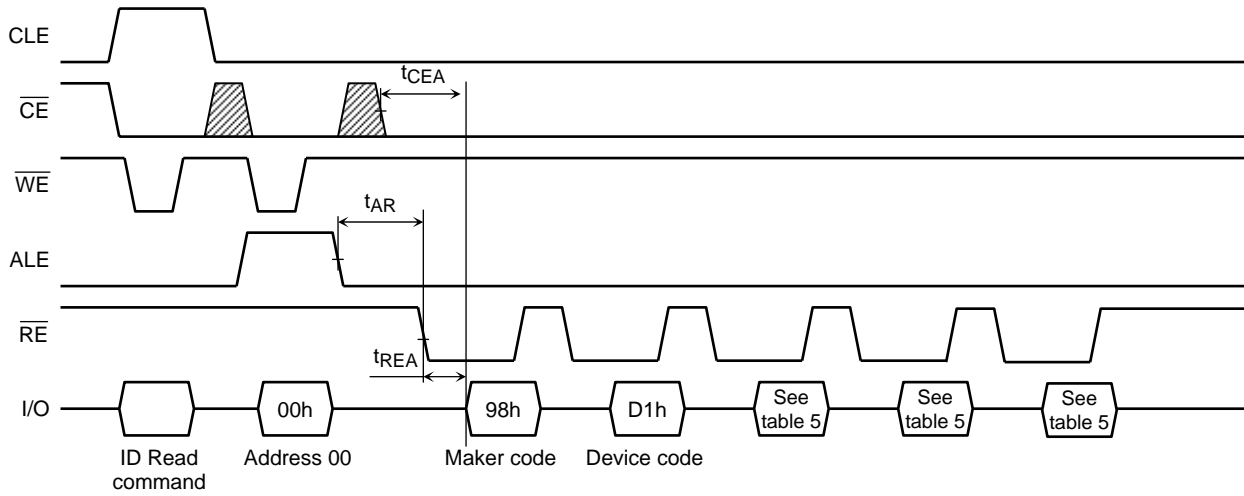 CLE
tCEA
CE
WE
tAR
ALE
RE
tREA
I/O
00h
98h
D1h
See
table 5
See
table 5
See
table 5
ID Read
command
Address 00
Maker code
Device code